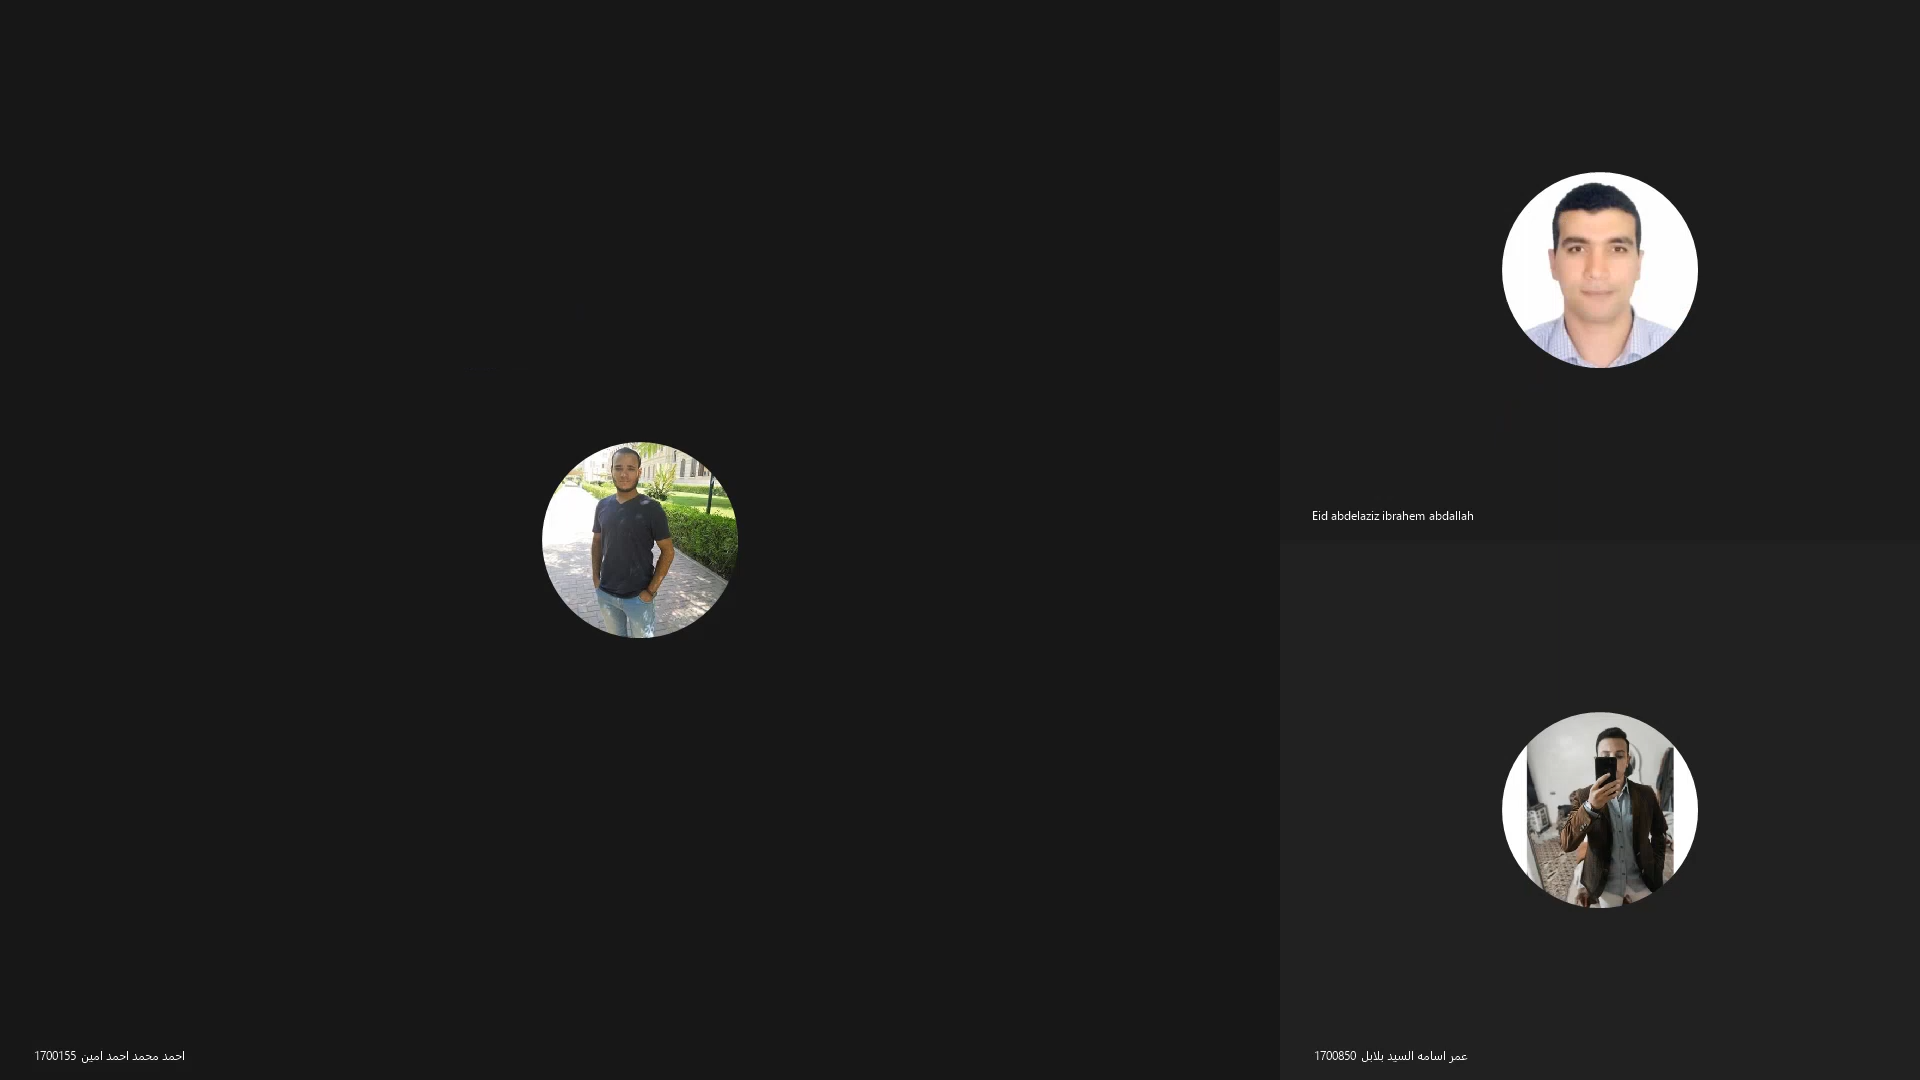 Eid abdelaziz ibrahem abdallah
احمد محمد احمد امين 1700155
عمر اسامه السيد بلابل 1700850